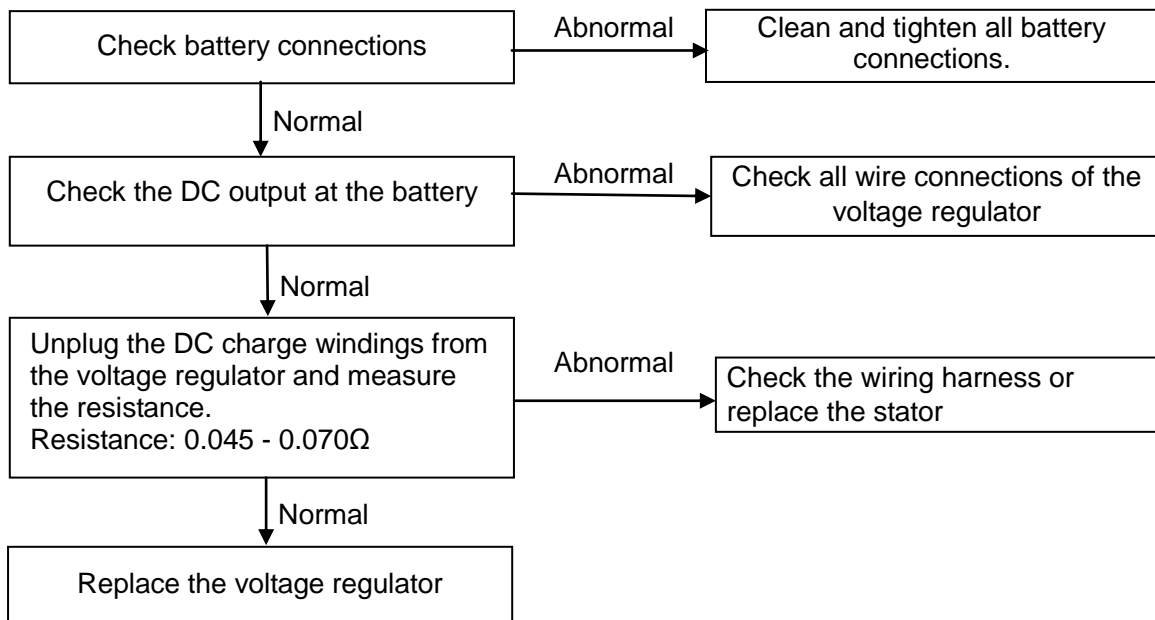 Check battery connections
Abnormal
Clean and tighten all battery
connections.
Normal
Check the DC output at the battery
Abnormal
Check all wire connections of the
voltage regulator
Normal
Unplug the DC charge windings from
the voltage regulator and measure
the resistance.
Resistance: 0.045 - 0.070Ω
Abnormal
Check the wiring harness or
replace the stator
Normal
Replace the voltage regulator